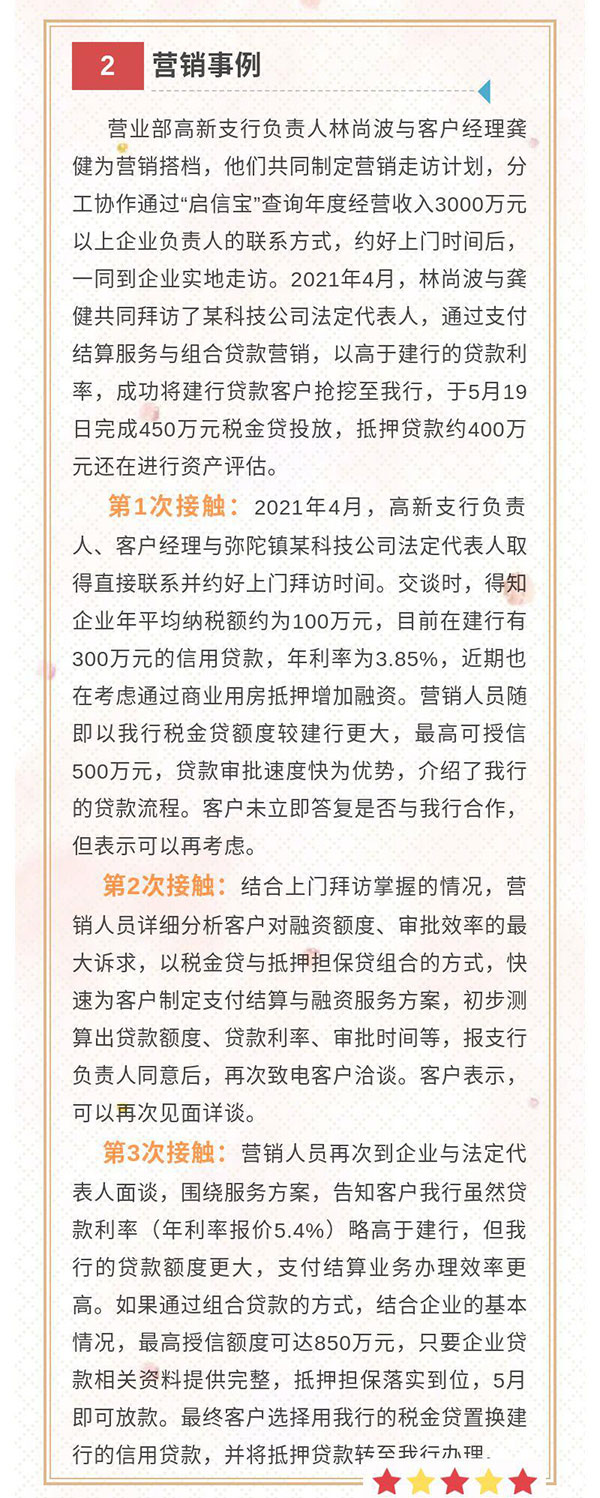 2 营销事例
营业部高新支行负责人林尚波与客户经理龚
健为营销搭档，他们共同制定营销走访计划，分
工协作通过“启信宝”查询年度经营收入3000万元
以上企业负责人的联系方式，约好上门时间后，
一同到企业实地走访。2021年4月，林尚波与龚
健共同拜访了某科技公司法定代表人，通过支付
结算服务与组合贷款营销，以高于建行的贷款利
率，成功将建行贷款客户抢挖至我行，于5月19
日完成450万元税金贷投放，抵押贷款约400万
元还在进行资产评估。
第1次接触：2021年4月，高新支行负责
人、客户经理与弥陀镇某科技公司法定代表人取
得直接联系并约好上门拜访时间。交谈时，得知
企业年平均纳税额约为100万元，目前在建行有
300万元的信用贷款，年利率为3.85%，近期也
在考虑通过商业用房抵押增加融资。营销人员随
即以我行税金贷额度较建行更大，最高可授信
500万元，贷款审批速度快为优势，介绍了我行
的贷款流程。客户未立即答复是否与我行合作，
但表示可以再考虑。
第2次接触：结合上门拜访掌握的情况，营
销人员详细分析客户对融资额度、审批效率的最
大诉求，以税金贷与抵押担保贷组合的方式，快
速为客户制定支付结算与融资服务方案，初步测
算出贷款额度、贷款利率、审批时间等，报支行
负责人同意后，再次致电客户洽谈。客户表示，
可以再次见面详谈。
第3次接触：营销人员再次到企业与法定代
表人面谈，围绕服务方案，告知客户我行虽然贷
款利率（年利率报价5.4%）略高于建行，但我
行的贷款额度更大，支付结算业务办理效率更
高。如果通过组合贷款的方式，结合企业的基本
情况，最高授信额度可达850万元，只要企业贷
款相关资料提供完整，抵押担保落实到位，5月
即可放款。最终客户选择用我行的税金贷置换建
行的信用贷款，并将抵押贷款转至我行办理。